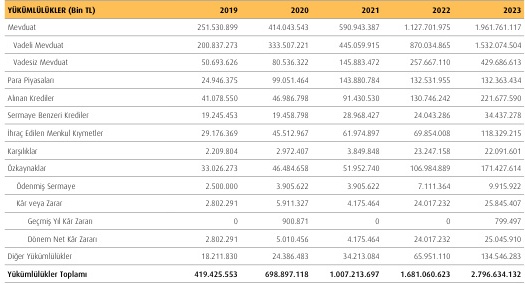 YÜKÜMLÜLÜKLER (Bin TL) 2019 2020 2021 2022 2023
Mevduat 251.530.899 414.043.543 590.943.387 1.127.701.975 1.961.761.117
Vadeli Mevduat 200.837.273 333.507.221 445.059.915 870.034.865 1.532.074.504
Vadesiz Mevduat 50.693.626 80.536.322 145.883.472 257.667.110 429.686.613
Para Piyasaları 24.946.375 99.051.464 143.880.784 132.531.955 132.363.434
Alınan Krediler 41.078.550 46.986.798 91.430.530 130.746.242 221.677.590
Sermaye Benzeri Krediler 19.245.453 19.458.798 28.968.427 24.043.286 34.437.278
İhraç Edilen Menkul Kıymetler 29.176.369 45.512.967 61.974.897 69.854.008 118.329.215
Karşılıklar 2.209.804 2.972.407 3.849.848 23.247.158 22.091.601
Özkaynaklar 33.026.273 46.484.658 51.952.740 106.984.889 171.427.614
Ödenmiş Sermaye 2.500.000 3.905.622 3.905.622 7.111.364 9.915.922
Kâr veya Zarar 2.802.291 5.911.327 4.175.464 24.017.232 25.845.407
Geçmiş Yıl Kâr Zararı 0 900.871 0 0 799.497
Dönem Net Kâr Zararı 2.802.291 5.010.456 4.175.464 24.017.232 25.045.910
Diğer Yükümlülükler 18.211.830 24.386.483 34.213.084 65.951.110 134.546.283
Yükümlülükler Toplamı 419.425.553 698.897.118 1.007.213.697 1.681.060.623 2.796.634.132